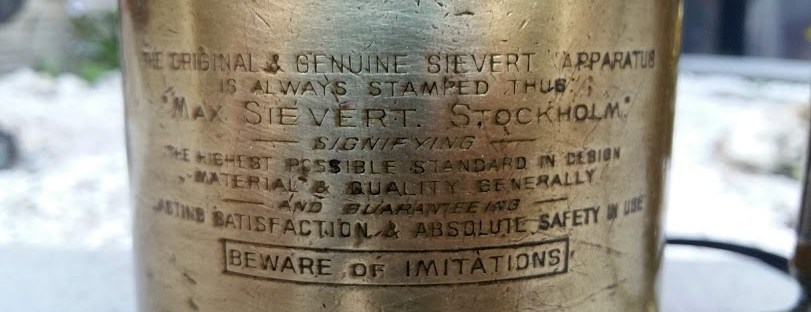 THE ORIGINAL & GENUINE SIEVERT APPARATUS
IS ALWAYS STAMPED THUS.
"MAX SIEVERT. STOCKHOLM"
— SIGNIFYING —
THE HIGHEST POSSIBLE STANDARD IN DESIGN
MATERIAL & QUALITY GENERALLY
— AND GUARANTEEING —
LASTING SATISFACTION & ABSOLUTE SAFETY IN USE
BEWARE OF IMITATIONS